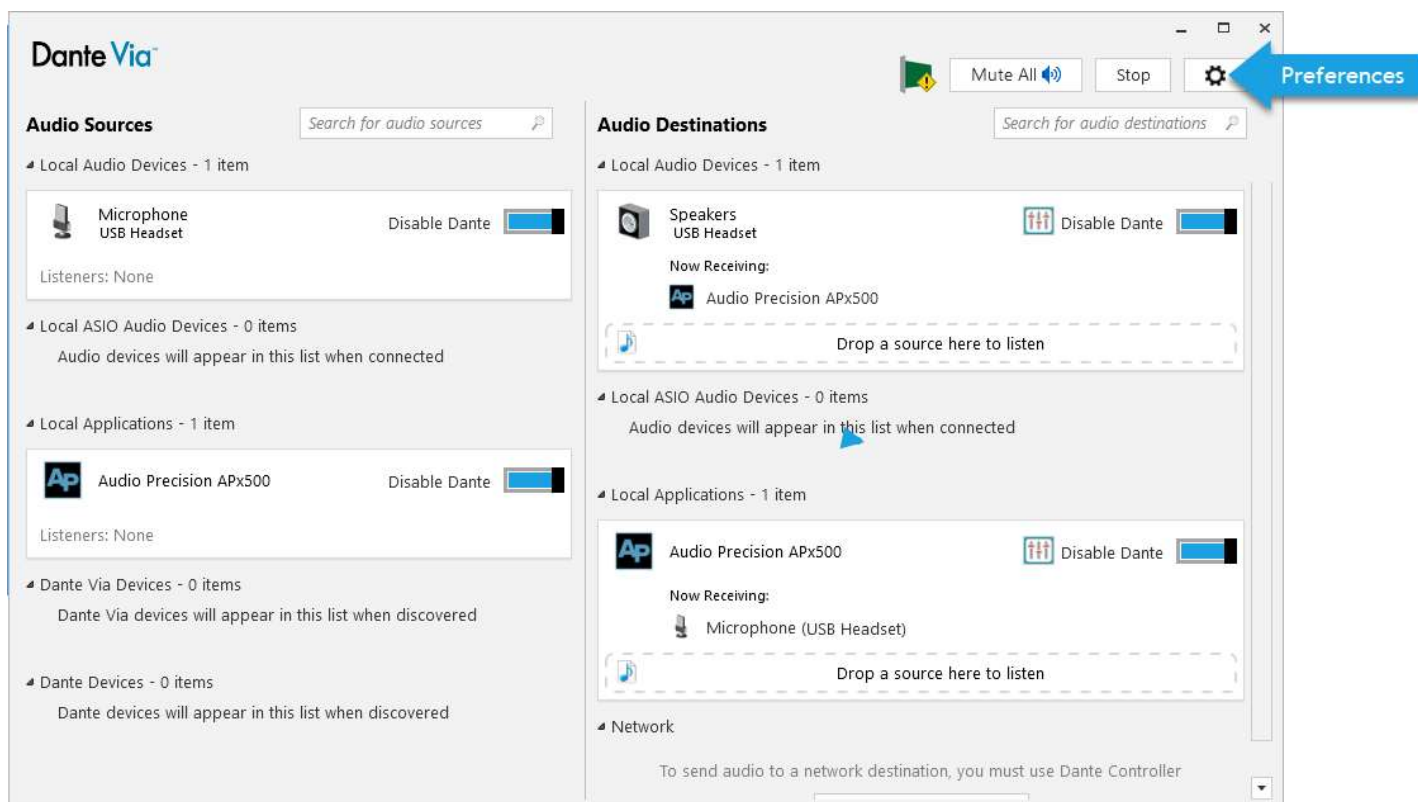 Dante Via™
Mute All
Stop
Preferences
Audio Sources
Search for audio sources
Local Audio Devices - 1 item
Microphone
USB Headset
Disable Dante
Listeners: None
Local ASIO Audio Devices - 0 items
Audio devices will appear in this list when connected
Local Applications - 1 item
Ap
Audio Precision APx500
Disable Dante
Listeners: None
Dante Via Devices - 0 items
Dante Via devices will appear in this list when discovered
Dante Devices - 0 items
Dante devices will appear in this list when discovered
Audio Destinations
Search for audio destinations
Local Audio Devices - 1 item
Speakers
USB Headset
Disable Dante
Now Receiving:
Ap
Audio Precision APx500
Drop a source here to listen
Local ASIO Audio Devices - 0 items
Audio devices will appear in this list when connected
Local Applications - 1 item
Ap
Audio Precision APx500
Disable Dante
Now Receiving:
Microphone (USB Headset)
Drop a source here to listen
Network
To send audio to a network destination, you must use Dante Controller